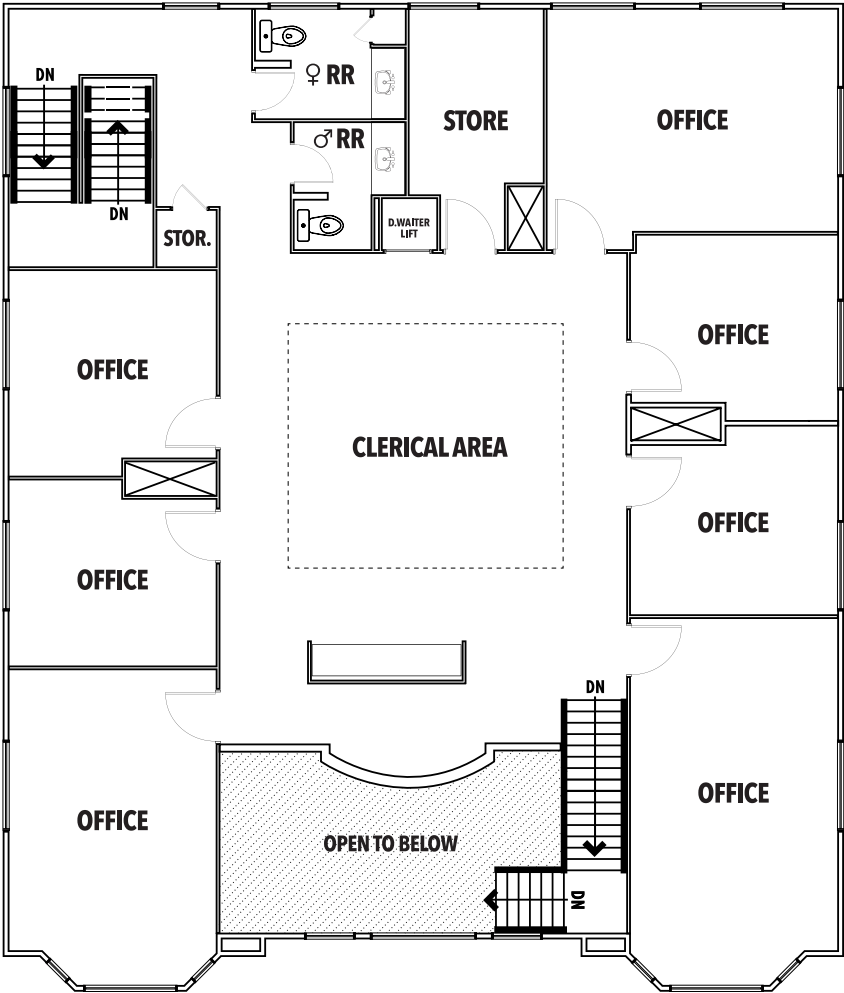 DN
♀ RR
STORE
OFFICE
♂ RR
DN
STOR.
D.WAITER
LIFT
OFFICE
OFFICE
CLERICAL AREA
OFFICE
OFFICE
DN
OFFICE
OFFICE
OPEN TO BELOW
DN